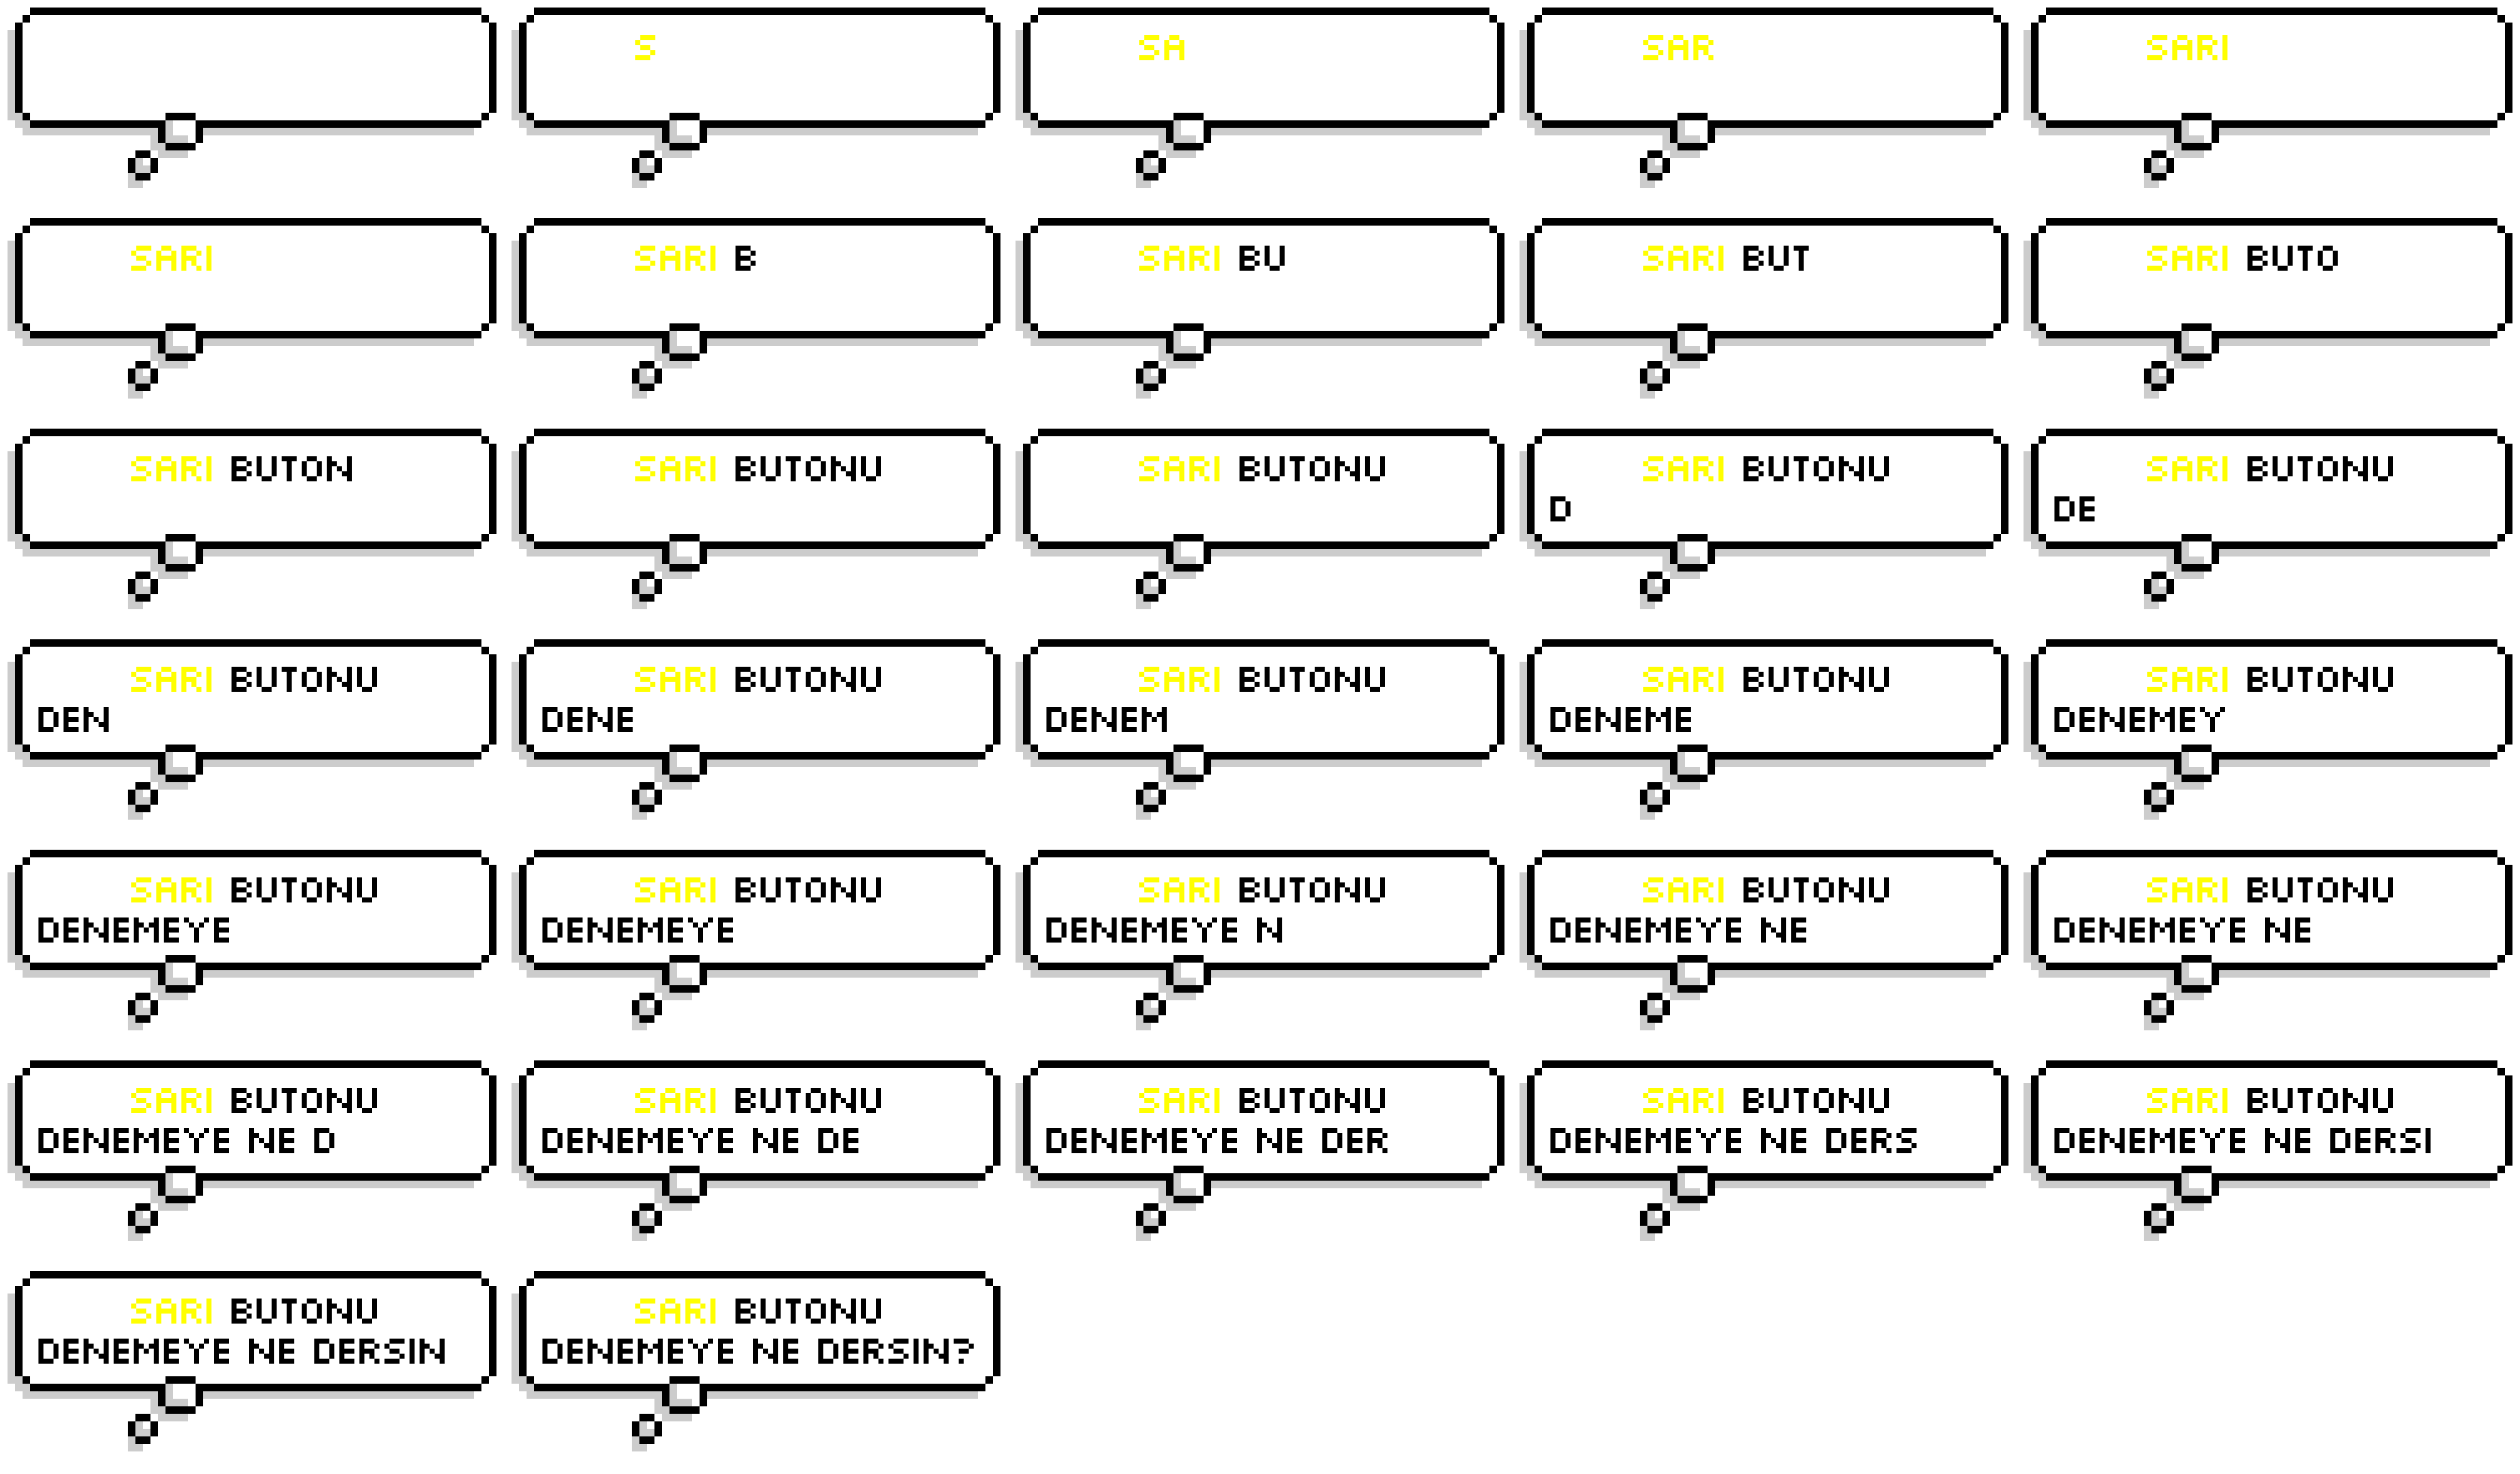 S
SA
SAR
SARI
SARI
SARI B
SARI BU
SARI BUT
SARI BUTO
SARI BUTON
SARI BUTONU
SARI BUTONU
SARI BUTONU
D
SARI BUTONU
DE
SARI BUTONU
DEN
SARI BUTONU
DENE
SARI BUTONU
DENEM
SARI BUTONU
DENEME
SARI BUTONU
DENEMEY
SARI BUTONU
DENEMEYE
SARI BUTONU
DENEMEYE
SARI BUTONU
DENEMEYE N
SARI BUTONU
DENEMEYE NE
SARI BUTONU
DENEMEYE NE
SARI BUTONU
DENEMEYE NE D
SARI BUTONU
DENEMEYE NE DE
SARI BUTONU
DENEMEYE NE DER
SARI BUTONU
DENEMEYE NE DERS
SARI BUTONU
DENEMEYE NE DERSI
SARI BUTONU
DENEMEYE NE DERSIN
SARI BUTONU
DENEMEYE NE DERSIN?